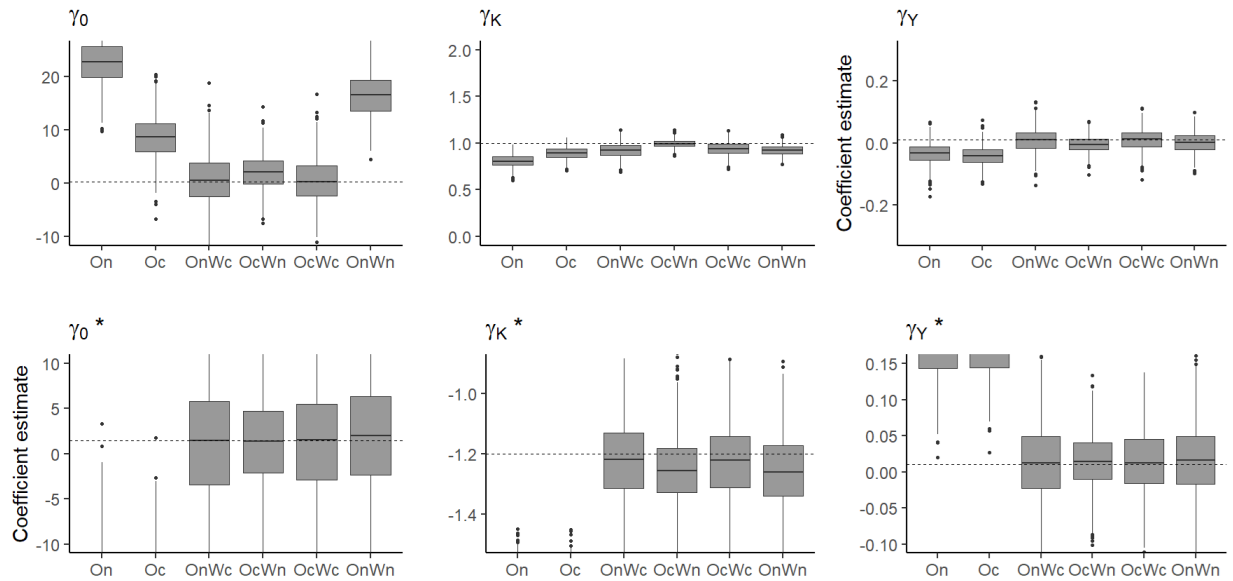 γ0
γK
γY
20
10
0
-10
On Oc OnWc OcWn OcWc OnWn
2.0
1.5
1.0
0.5
0.0
On Oc OnWc OcWn OcWc OnWn
Coefficient estimate
0.2
0.0
-0.2
On Oc OnWc OcWn OcWc OnWn
γ0 *
γK *
γY *
Coefficient estimate
10
5
0
-5
-10
On Oc OnWc OcWn OcWc OnWn
-1.0
-1.2
-1.4
On Oc OnWc OcWn OcWc OnWn
0.15
0.10
0.05
0.00
-0.05
-0.10
On Oc OnWc OcWn OcWc OnWn